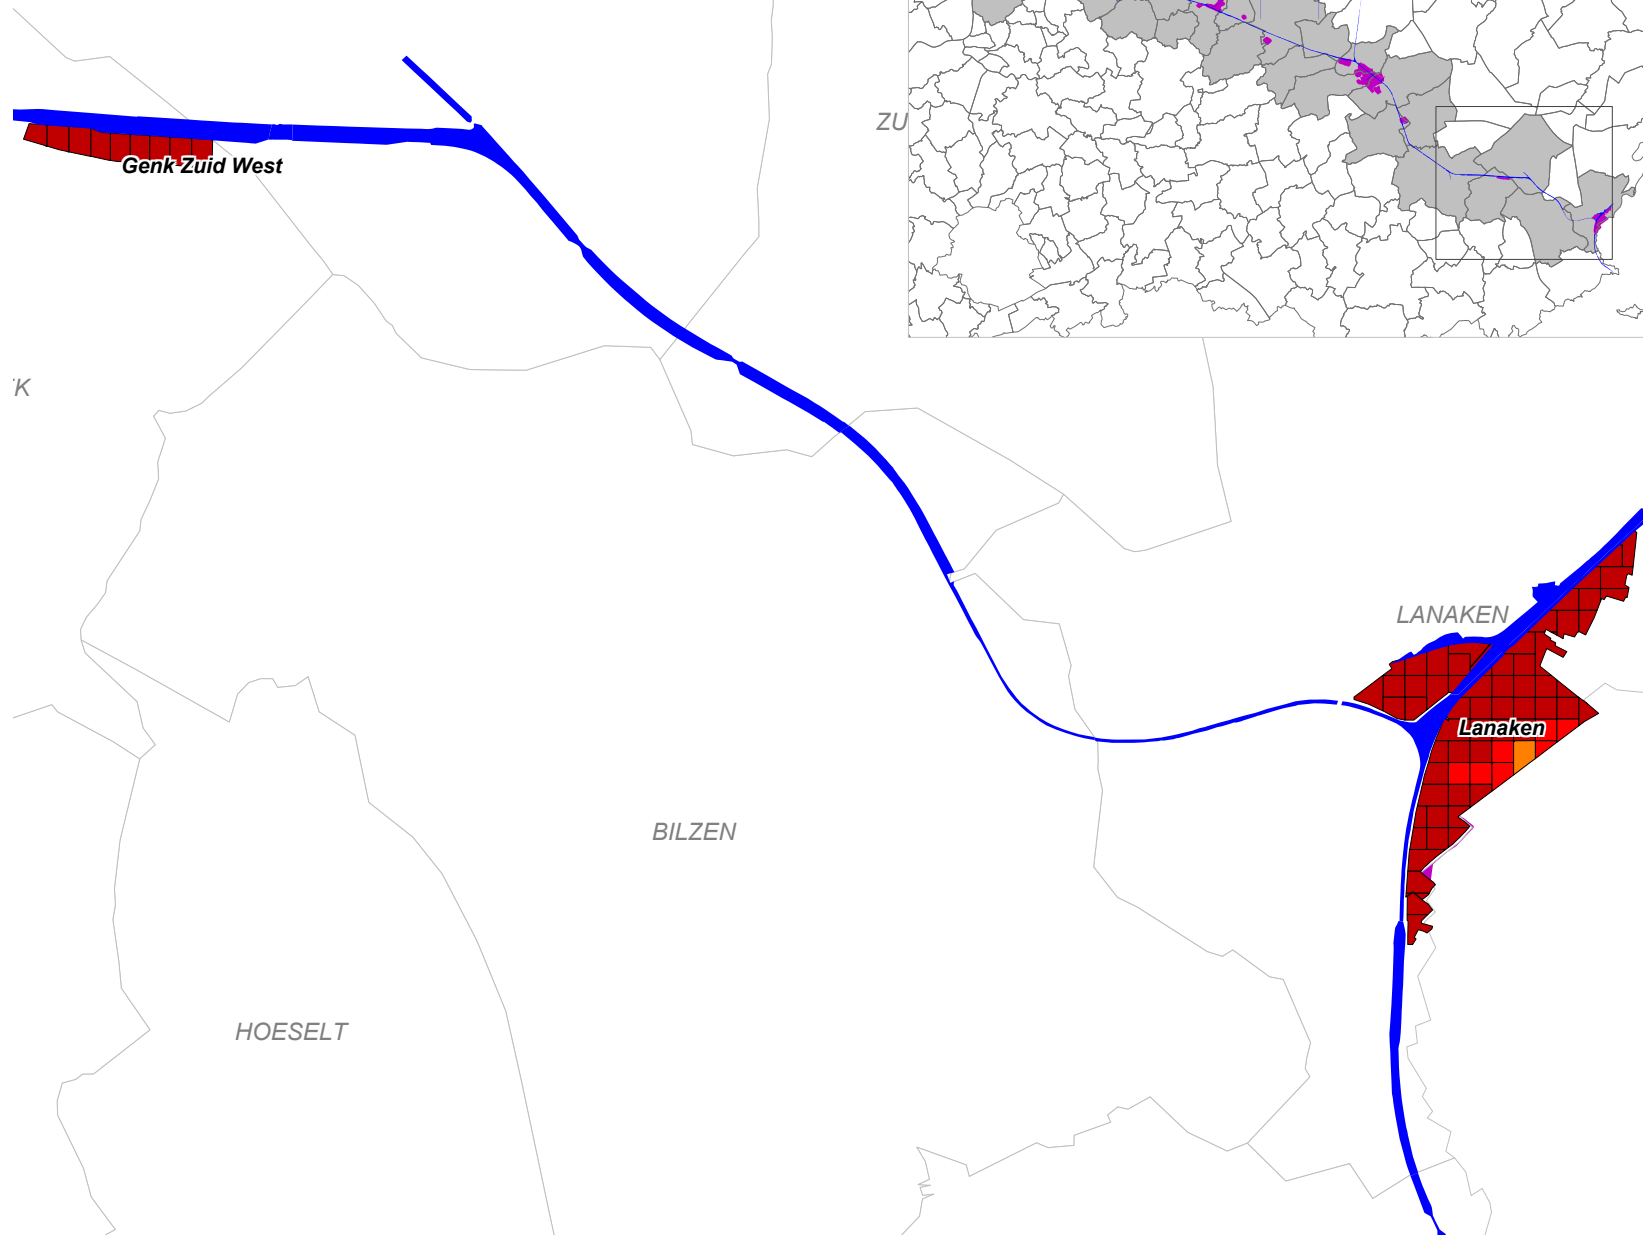 ZU
Genk Zuid West
'K
LANAKEN
Lanaken
BILZEN
HOESELT